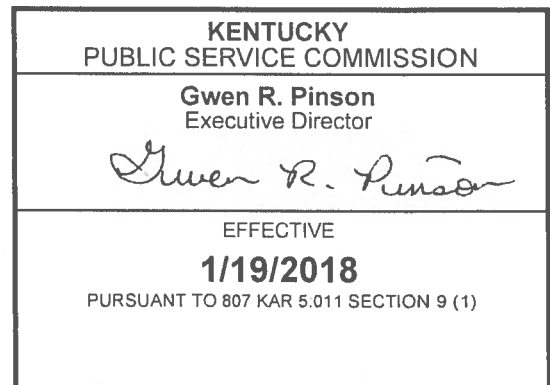 KENTUCKY
PUBLIC SERVICE COMMISSION
Gwen R. Pinson
Executive Director
Gwen R. Pinson
EFFECTIVE
1/19/2018
PURSUANT TO 807 KAR 5:011 SECTION 9 (1)